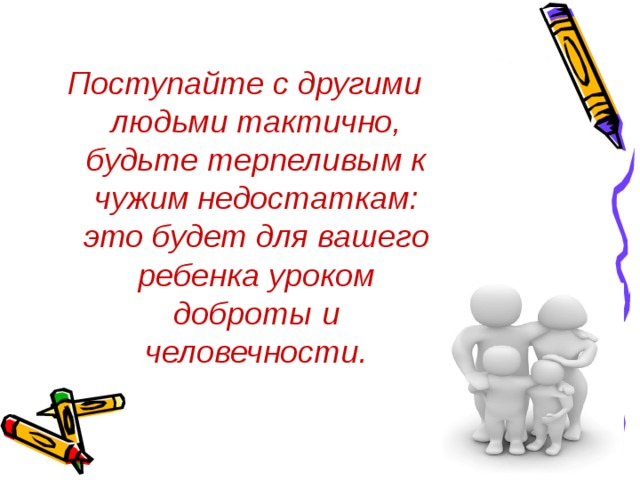 Поступайте с другими
людьми тактично,
будьте терпеливым к
чужим недостаткам:
это будет для вашего
ребенка уроком
доброты и
человечности.